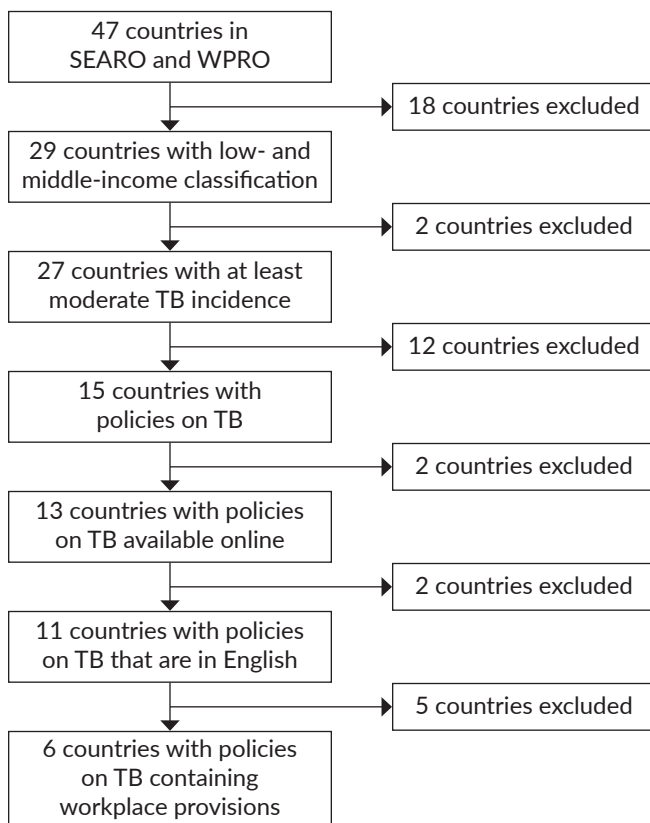 47 countries in
SEARO and WPRO
18 countries excluded
29 countries with low- and
middle-income classification
2 countries excluded
27 countries with at least
moderate TB incidence
12 countries excluded
15 countries with
policies on TB
2 countries excluded
13 countries with policies
on TB available online
2 countries excluded
11 countries with policies
on TB that are in English
5 countries excluded
6 countries with policies
on TB containing
workplace provisions